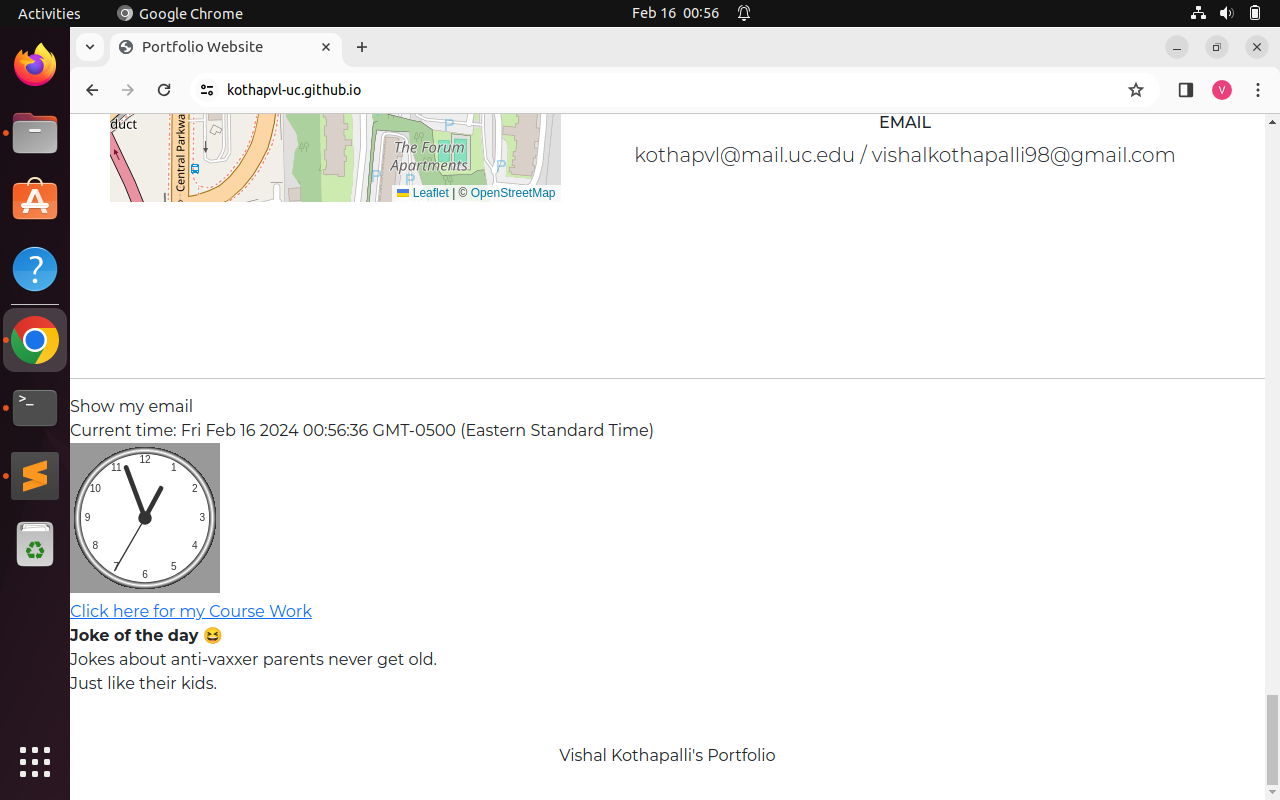 Activities
Google Chrome
Feb 16 00:56
Portfolio Website
kothapvl-uc.github.io
V
duct
Central Parkwa
P
The Forum
Apartments
P
P
P
Leaflet | © OpenStreetMap
EMAIL
kothapvl@mail.uc.edu / vishalkothapalli98@gmail.com
Show my email
Current time: Fri Feb 16 2024 00:56:36 GMT-0500 (Eastern Standard Time)
12
1
2
3
4
5
6
7
8
9
10
11
Click here for my Course Work
Joke of the day 😆
Jokes about anti-vaxxer parents never get old.
Just like their kids.
Vishal Kothapalli's Portfolio